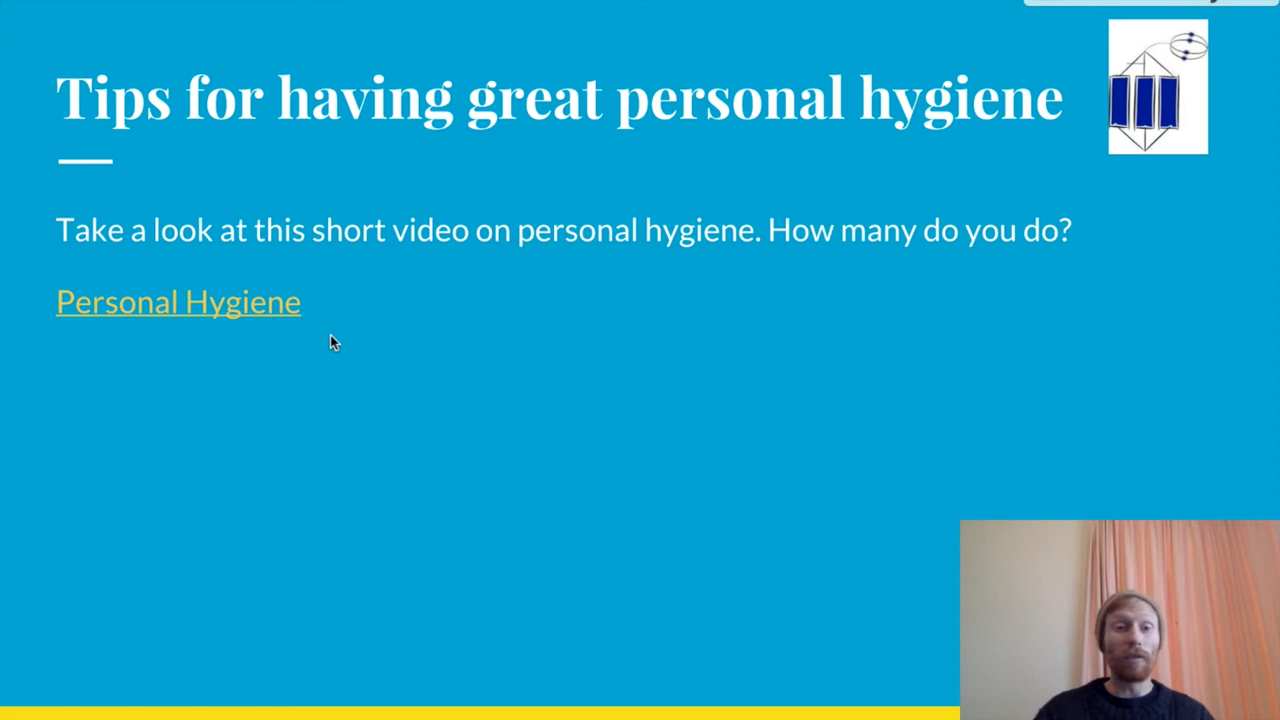 Tips for having great personal hygiene
Take a look at this short video on personal hygiene. How many do you do?
Personal Hygiene